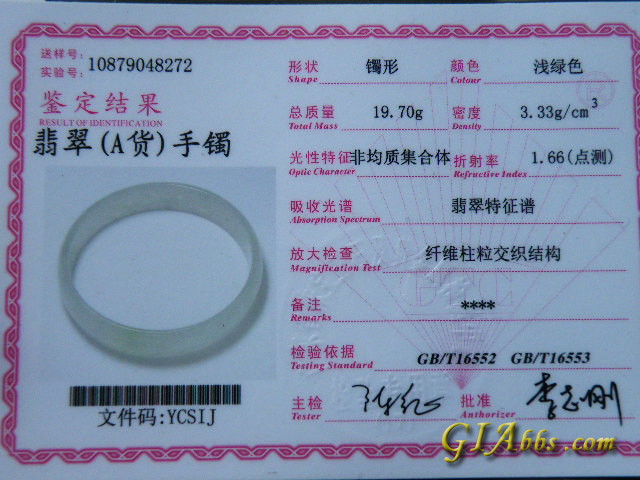 送样号:
实验号: 10879048272
鉴定结果
RESULT OF IDENTIFICATION
翡翠(A货)手镯
文件码:YCSIJ
形状 镯形 颜色 浅绿色
Shape Colour
总质量 19.70g 密度 3.33g/cm3
Total Mass Density
光性特征 非均质集合体 折射率 1.66(点测)
Optic Character Refractive Index
吸收光谱 翡翠特征谱
Absorption Spectrum
放大检查 纤维柱粒交织结构
Magnification Test
备注 ****
Remarks
检验依据 GB/T16552 GB/T16553
Testing Standard
主检 批准 李志刚
Tester Authorizer
GIAbbs.com